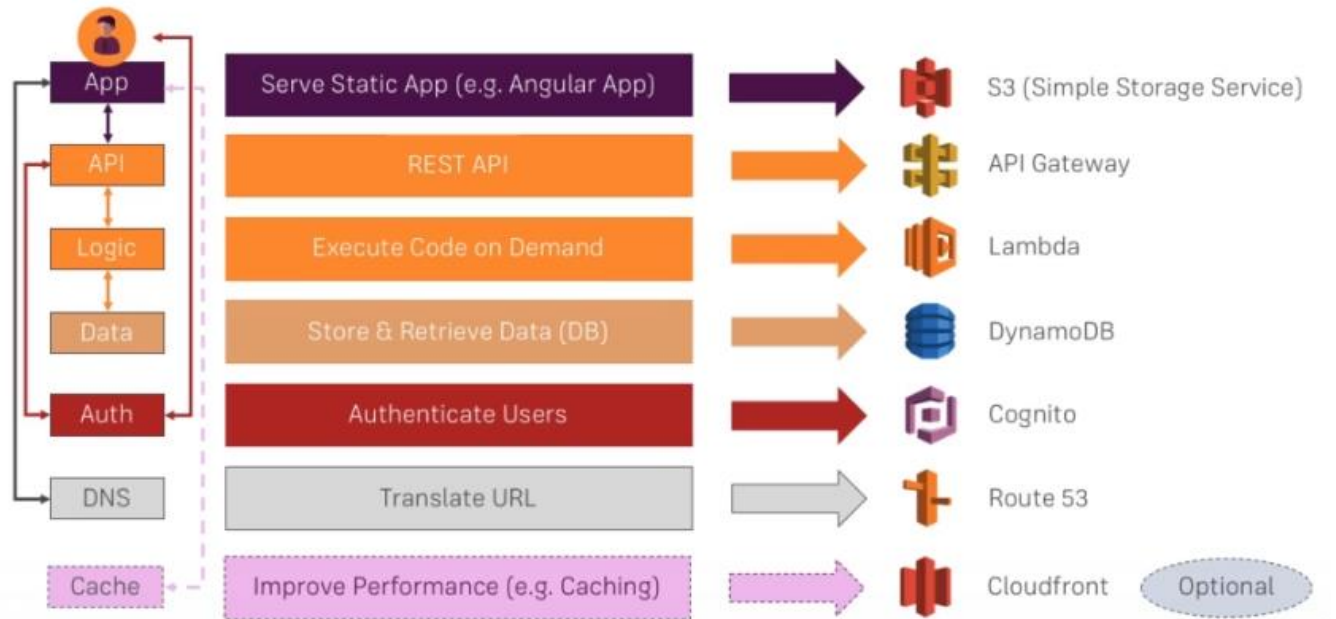 App
Serve Static App (e.g. Angular App)
S3 (Simple Storage Service)
API
REST API
API Gateway
Logic
Execute Code on Demand
Lambda
Data
Store & Retrieve Data (DB)
DynamoDB
Auth
Authenticate Users
Cognito
DNS
Translate URL
Route 53
Cache
Improve Performance (e.g. Caching)
Cloudfront
Optional